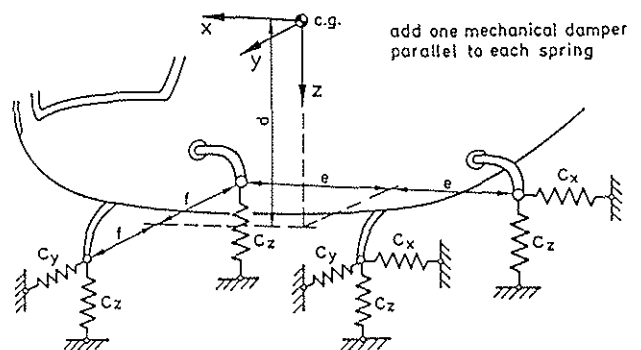 c.g.
add one mechanical damper
parallel to each spring
x
y
z
d
e
e
f
f
Cx
Cz
Cy
Cx
Cy
Cz
Cz
Cz